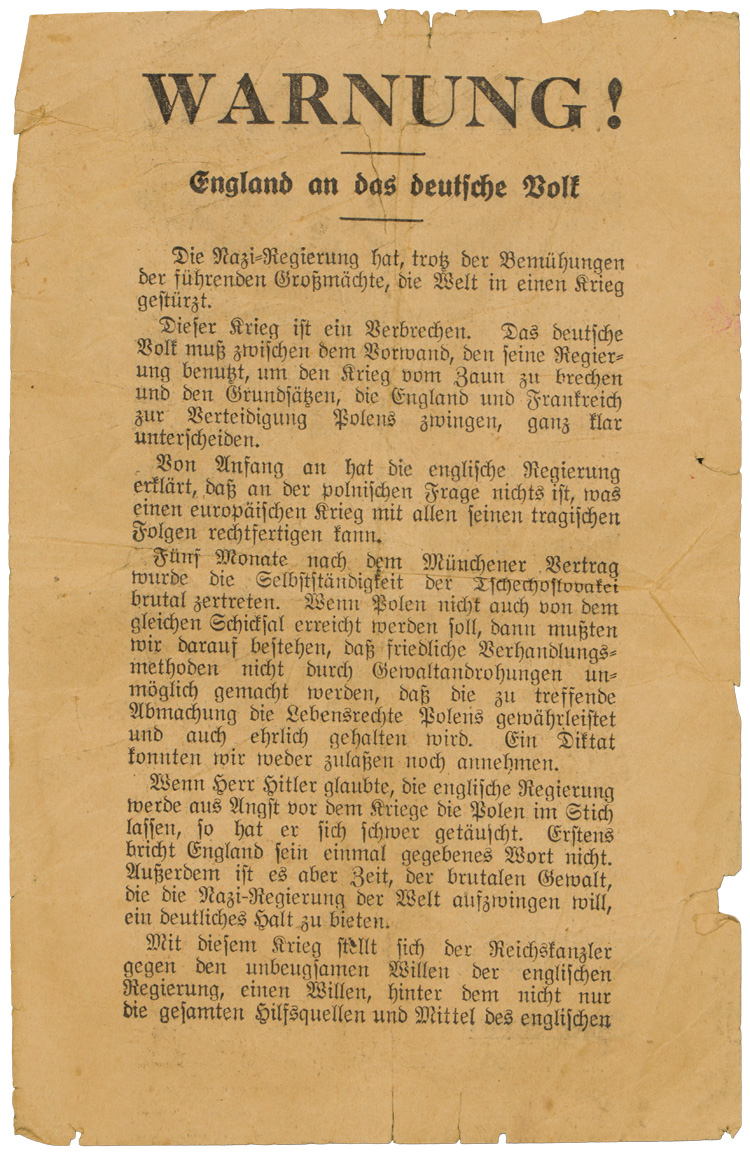 WARNUNG!
England an das deutsche Volk
Die Nazi-Regierung hat, trotz der Bemühungen
der führenden Großmächte, die Welt in einen Krieg
gestürzt.
Dieser Krieg ist ein Verbrechen. Das deutsche
Volk muß zwischen dem Vorwand, den seine Regier-
ung benutzt, um den Krieg vom Zaun zu brechen
und den Grundsätzen, die England und Frankreich
zur Verteidigung Polens zwingen, ganz klar
unterscheiden.
Von Anfang an hat die englische Regierung
erklärt, daß an der polnischen Frage nichts ist, was
einen europäischen Krieg mit allen seinen tragischen
Folgen rechtfertigen kann.
Fünf Monate nach dem Münchener Vertrag
wurde die Selbstständigkeit der Tschechoslovakei
brutal zertreten. Wenn Polen nicht auch von dem
gleichen Schicksal erreicht werden soll, dann mußten
wir darauf bestehen, daß friedliche Verhandlungs-
methoden nicht durch Gewaltandrohungen un-
möglich gemacht werden, daß die zu treffende
Abmachung die Lebensrechte Polens gewährleistet
und auch ehrlich gehalten wird. Ein Diktat
konnten wir weder zulaßen noch annehmen.
Wenn Herr Hitler glaubte, die englische Regierung
werde aus Angst vor dem Kriege die Polen im Stich
lassen, so hat er sich schwer getäuscht. Erstens
bricht England sein einmal gegebenes Wort nicht.
Außerdem ist es aber Zeit, der brutalen Gewalt,
die die Nazi-Regierung der Welt aufzwingen will,
ein deutliches Halt zu bieten.
Mit diesem Krieg stellt sich der Reichskanzler
gegen den unbeugsamen Willen der englischen
Regierung, einen Willen, hinter dem nicht nur
die gesamten Hilfsquellen und Mittel des englischen